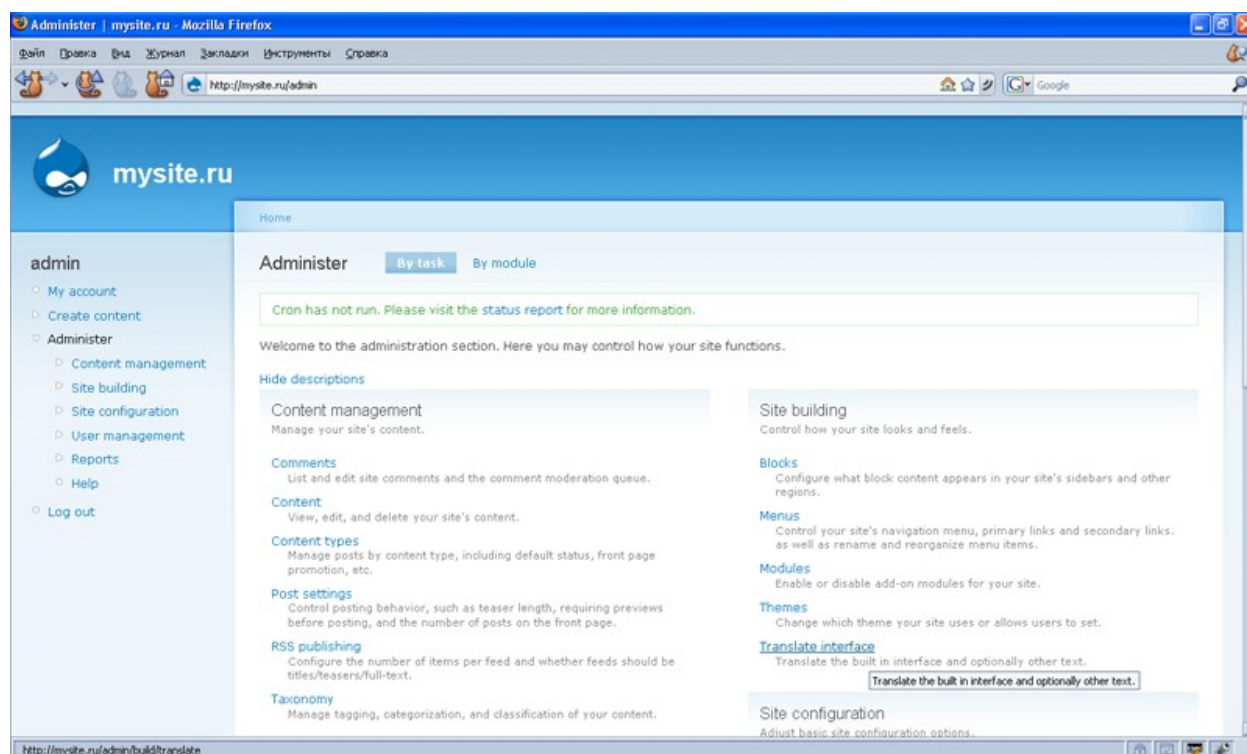 Administer | mysite.ru - Mozilla Firefox
Файл Правка Вид Журнал Закладки Инструменты Справка
http://mysite.ru/admin
Google
mysite.ru
Home
admin
My account
Create content
Administer
Content management
Site building
Site configuration
User management
Reports
Help
Log out
Administer By task By module
Cron has not run. Please visit the status report for more information.
Welcome to the administration section. Here you may control how your site functions.
Hide descriptions
Content management
Manage your site's content.
Comments
List and edit site comments and the comment moderation queue.
Content
View, edit, and delete your site's content.
Content types
Manage posts by content type, including default status, front page
promotion, etc.
Post settings
Control posting behavior, such as teaser length, requiring previews
before posting, and the number of posts on the front page.
RSS publishing
Configure the number of items per feed and whether feeds should be
titles/teasers/full-text.
Taxonomy
Manage tagging, categorization, and classification of your content.
Site building
Control how your site looks and feels.
Blocks
Configure what block content appears in your site's sidebars and other
regions.
Menus
Control your site's navigation menu, primary links and secondary links.
as well as rename and reorganize menu items.
Modules
Enable or disable add-on modules for your site.
Themes
Change which theme your site uses or allows users to set.
Translate interface
Translate the built in interface and optionally other text.
Translate the built in interface and optionally other text.
Site configuration
Adjust basic site configuration options.
http://mysite.ru/admin/build/translate